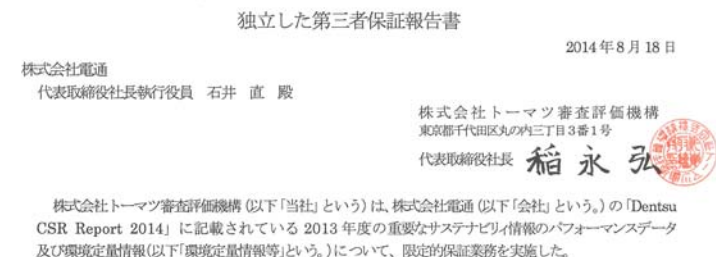 独立した第三者保証報告書
2014年8月18日
株式会社電通
代表取締役社長執行役員 石井 直 殿
株式会社トーマツ審査評価機構
東京都千代田区丸の内三丁目3番1号
代表取締役社長 稲永弘
株式会社トーマツ審査評価機構(以下「当社」という)は、株式会社電通(以下「会社」という。)の「Dentsu
CSR Report 2014」に記載されている2013年度の重要なサステナビリィ情報のパフォーマンスデータ
及び環境定量情報(以下「環境定量情報等」という。)について、限定的保証業務を実施した。